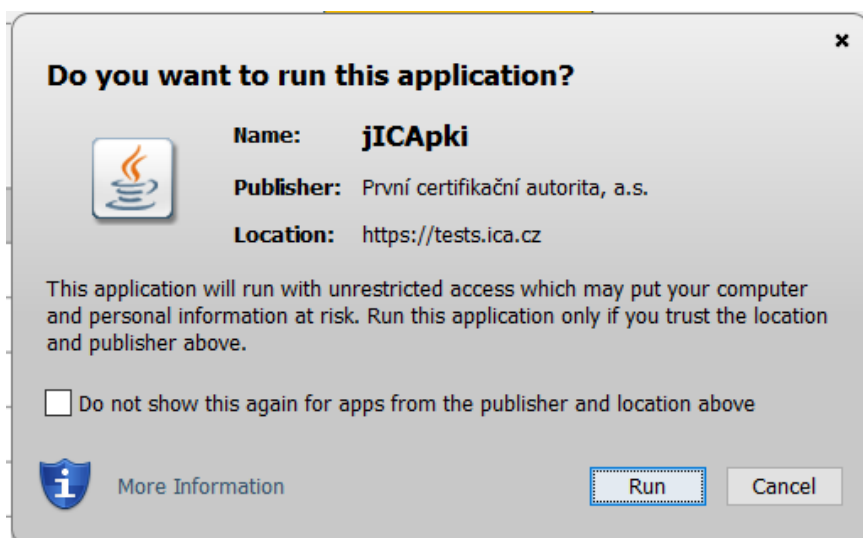 Do you want to run this application?
Name: jICApki
Publisher: První certifikační autorita, a.s.
Location: https://tests.ica.cz
This application will run with unrestricted access which may put your computer
and personal information at risk. Run this application only if you trust the location
and publisher above.
Do not show this again for apps from the publisher and location above
More Information
Run
Cancel